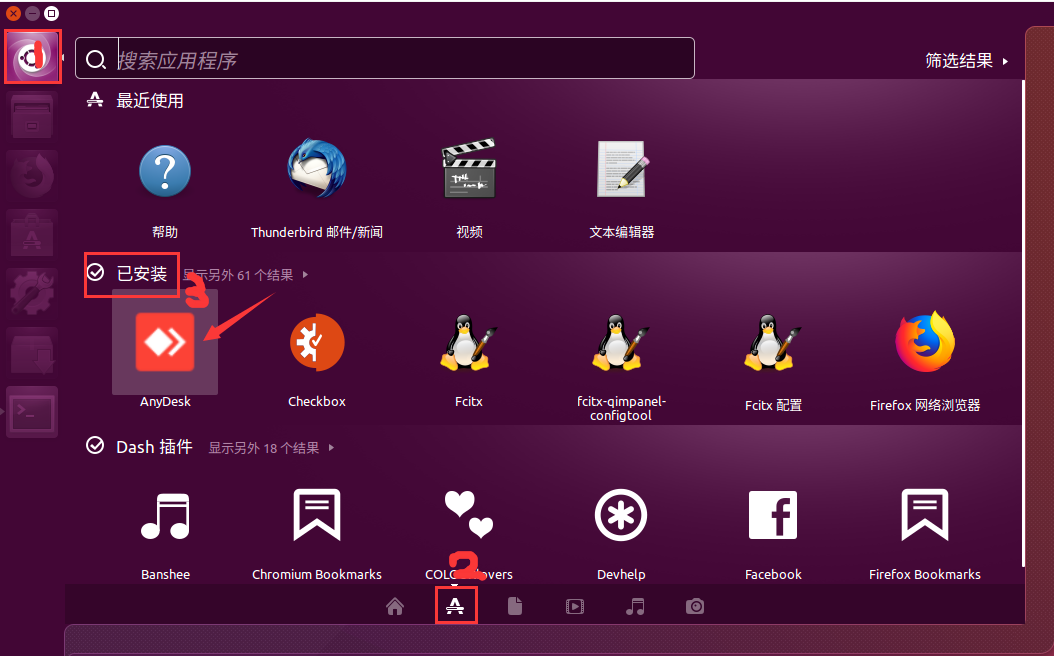 1
搜索应用程序
筛选结果
最近使用
帮助
Thunderbird 邮件/新闻
视频
文本编辑器
已安装
显示另外 61 个结果
3
AnyDesk
Checkbox
Fcitx
fcitx-qimpanel-
configtool
Fcitx 配置
Firefox 网络浏览器
Dash 插件
显示另外 18 个结果
Banshee
Chromium Bookmarks
Devhelp
Facebook
Firefox Bookmarks
2